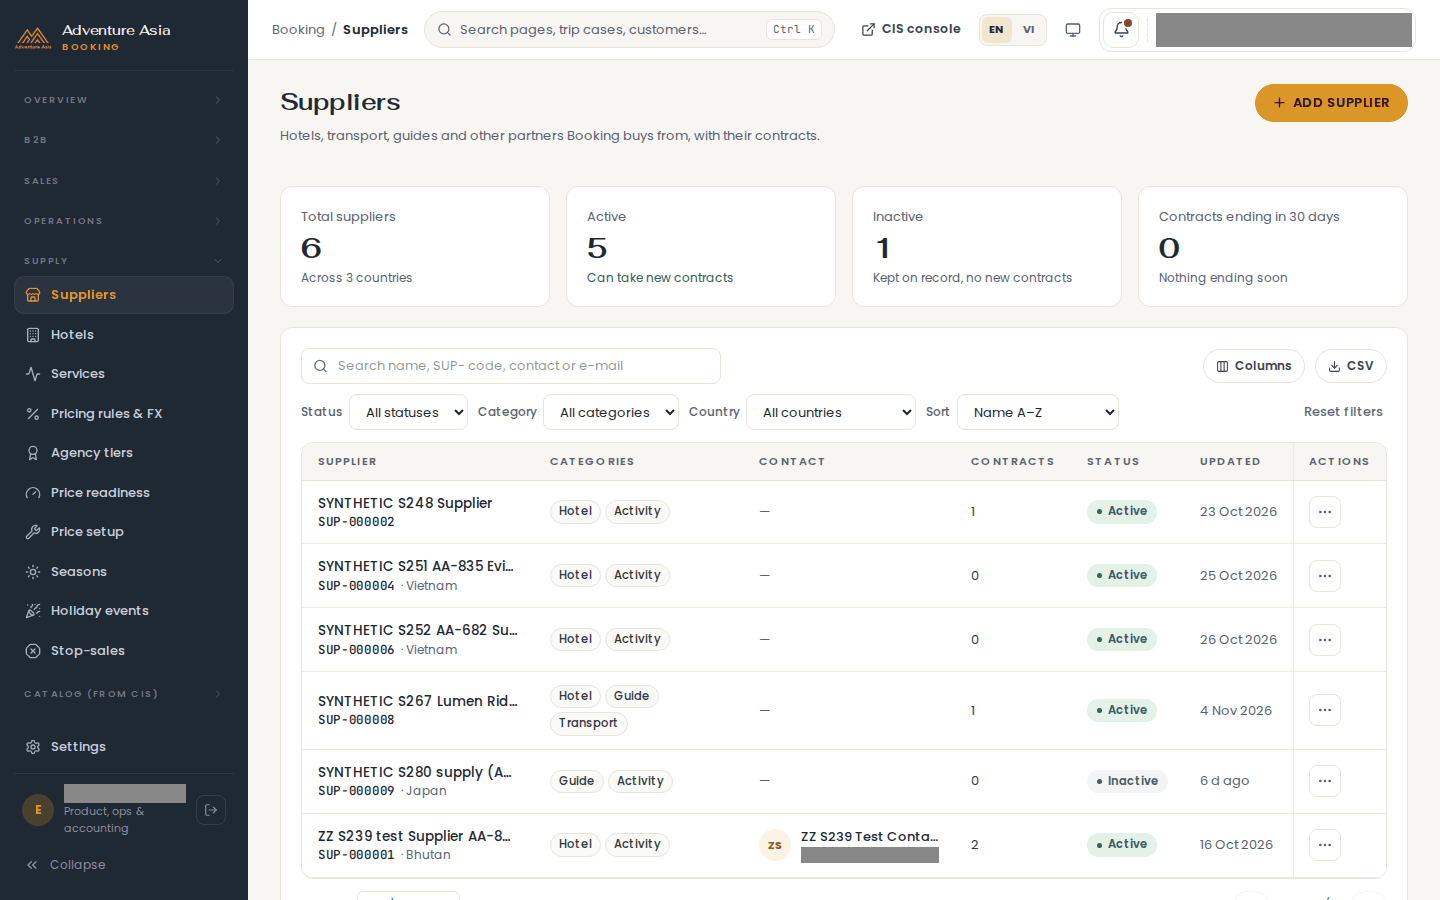 Adventure Asia
BOOKING
Adventure Asia
OVERVIEW
B2B
SALES
OPERATIONS
SUPPLY
Suppliers
Hotels
Services
Pricing rules & FX
Agency tiers
Price readiness
Price setup
Seasons
Holiday events
Stop-sales
CATALOG (FROM CIS)
Settings
E
Product, ops &
accounting
Collapse
Booking / Suppliers
Search pages, trip cases, customers...
Ctrl K
CIS console
EN VI
Suppliers
Hotels, transport, guides and other partners Booking buys from, with their contracts.
+ ADD SUPPLIER
Total suppliers
6
Across 3 countries
Active
5
Can take new contracts
Inactive
1
Kept on record, no new contracts
Contracts ending in 30 days
0
Nothing ending soon
Search name, SUP- code, contact or e-mail
Columns
CSV
Status All statuses Category All categories Country All countries Sort Name A–Z Reset filters
SUPPLIER CATEGORIES CONTACT CONTRACTS STATUS UPDATED ACTIONS
SYNTHETIC S248 Supplier
SUP-000002
Hotel Activity — 1 Active 23 Oct 2026
SYNTHETIC S251 AA-835 Evi...
SUP-000004 · Vietnam
Hotel Activity — 0 Active 25 Oct 2026
SYNTHETIC S252 AA-682 Su...
SUP-000006 · Vietnam
Hotel Activity — 0 Active 26 Oct 2026
SYNTHETIC S267 Lumen Rid...
SUP-000008
Hotel Guide
Transport
— 1 Active 4 Nov 2026
SYNTHETIC S280 supply (A...
SUP-000009 · Japan
Guide Activity — 0 Inactive 6 d ago
ZZ S239 test Supplier AA-8...
SUP-000001 · Bhutan
Hotel Activity
ZS ZZ S239 Test Conta...
2 Active 16 Oct 2026